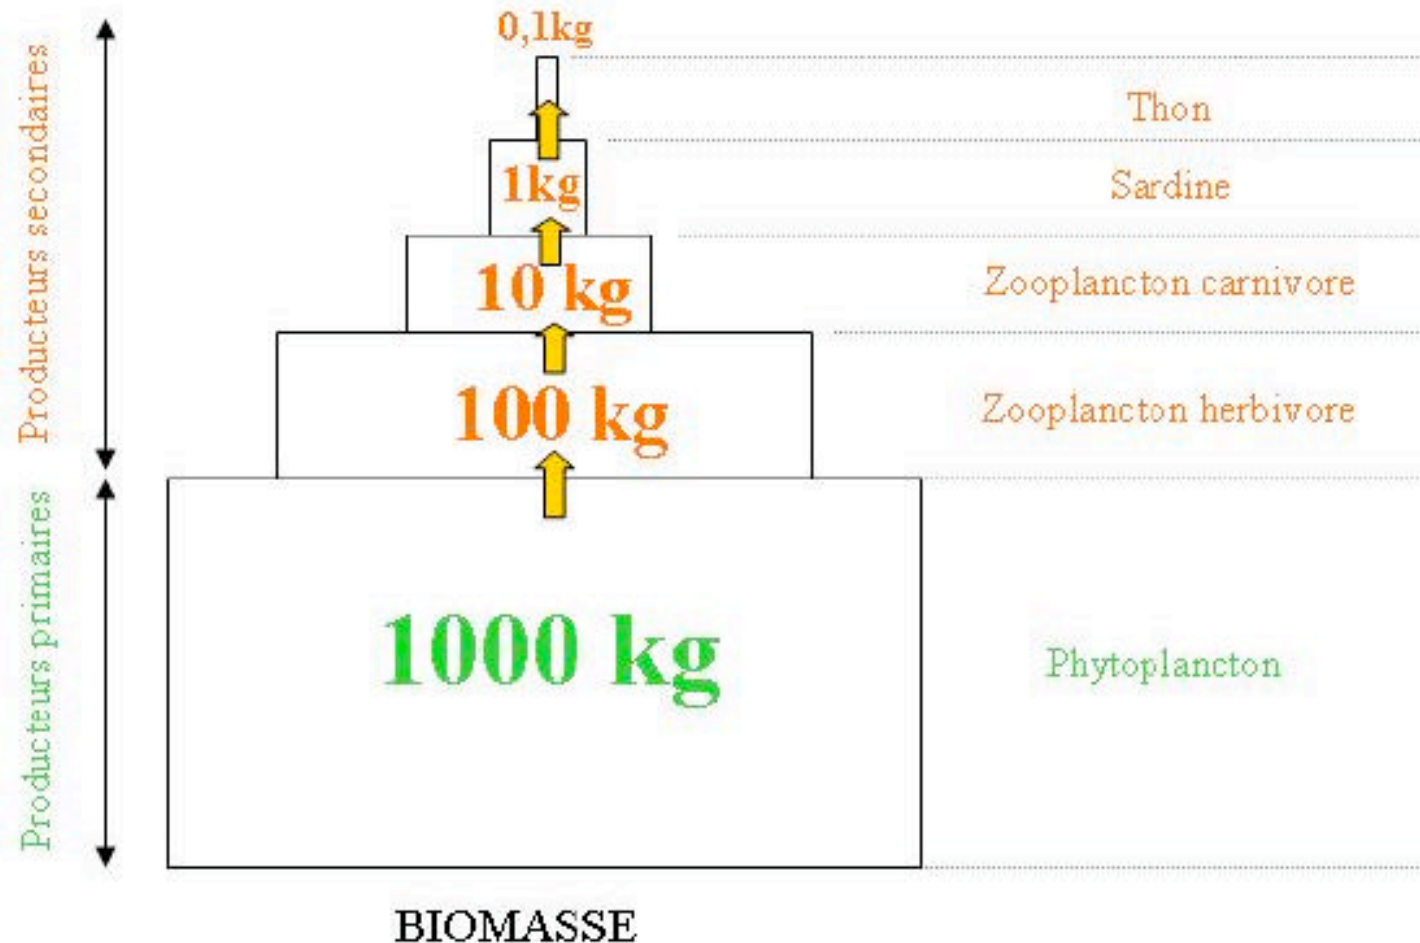 0,1kg
Thon
1kg
Sardine
10 kg
Zooplancton carnivore
100 kg
Zooplancton herbivore
Producteurs secondaires
1000 kg
Phytoplancton
Producteurs primaires
BIOMASSE